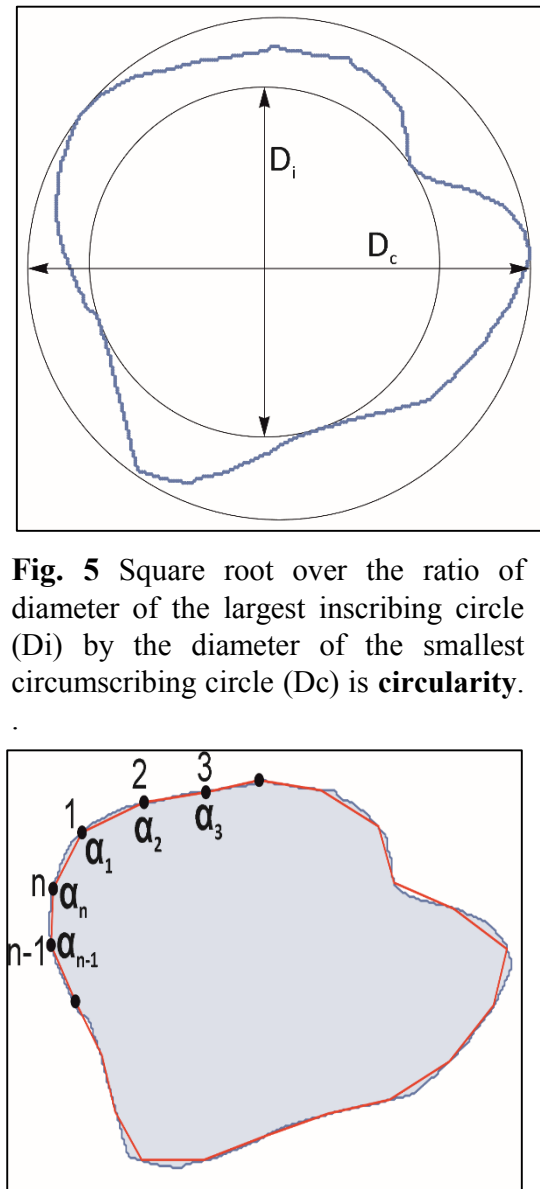 Di
Dc
Fig. 5 Square root over the ratio of
diameter of the largest inscribing circle
(Di) by the diameter of the smallest
circumscribing circle (Dc) is circularity.
.
1 2 3
α1 α2 α3
n αn
n-1 αn-1